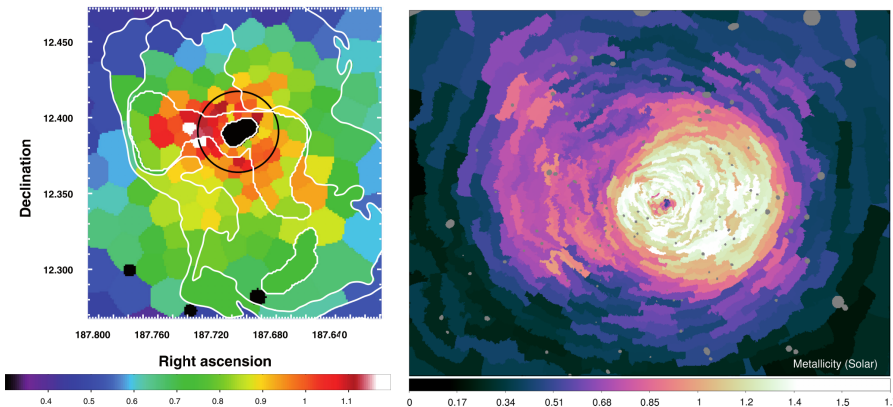 12.450
12.400
12.350
12.300
Declination
187.800 187.760 187.720 187.680 187.640
Right ascension
0.4 0.5 0.6 0.7 0.8 0.9 1 1.1
Metallicity (Solar)
0 0.17 0.34 0.51 0.68 0.85 1 1.2 1.4 1.5 1.